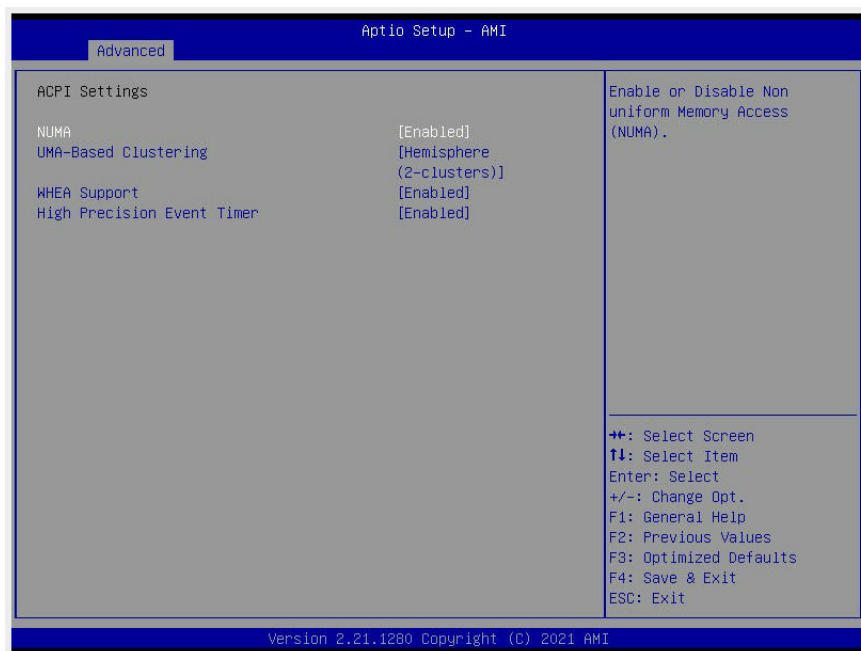 Aptio Setup – AMI
Advanced
ACPI Settings
NUMA [Enabled]
UMA-Based Clustering [Hemisphere
(2-clusters)]
WHEA Support [Enabled]
High Precision Event Timer [Enabled]
Enable or Disable Non
uniform Memory Access
(NUMA).
→←: Select Screen
↑↓: Select Item
Enter: Select
+/-: Change Opt.
F1: General Help
F2: Previous Values
F3: Optimized Defaults
F4: Save & Exit
ESC: Exit
Version 2.21.1280 Copyright (C) 2021 AMI